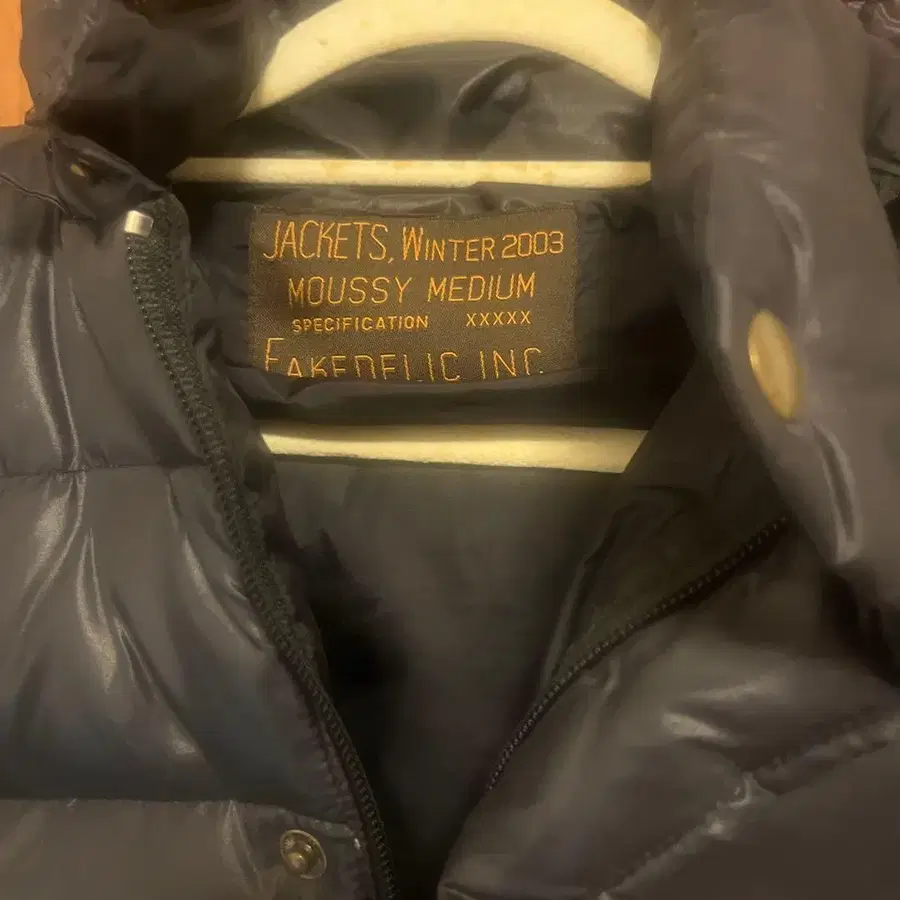 JACKETS, WINTER 2003
MOUSSY MEDIUM
SPECIFICATION XXXXX
FAKEDELIC INC.